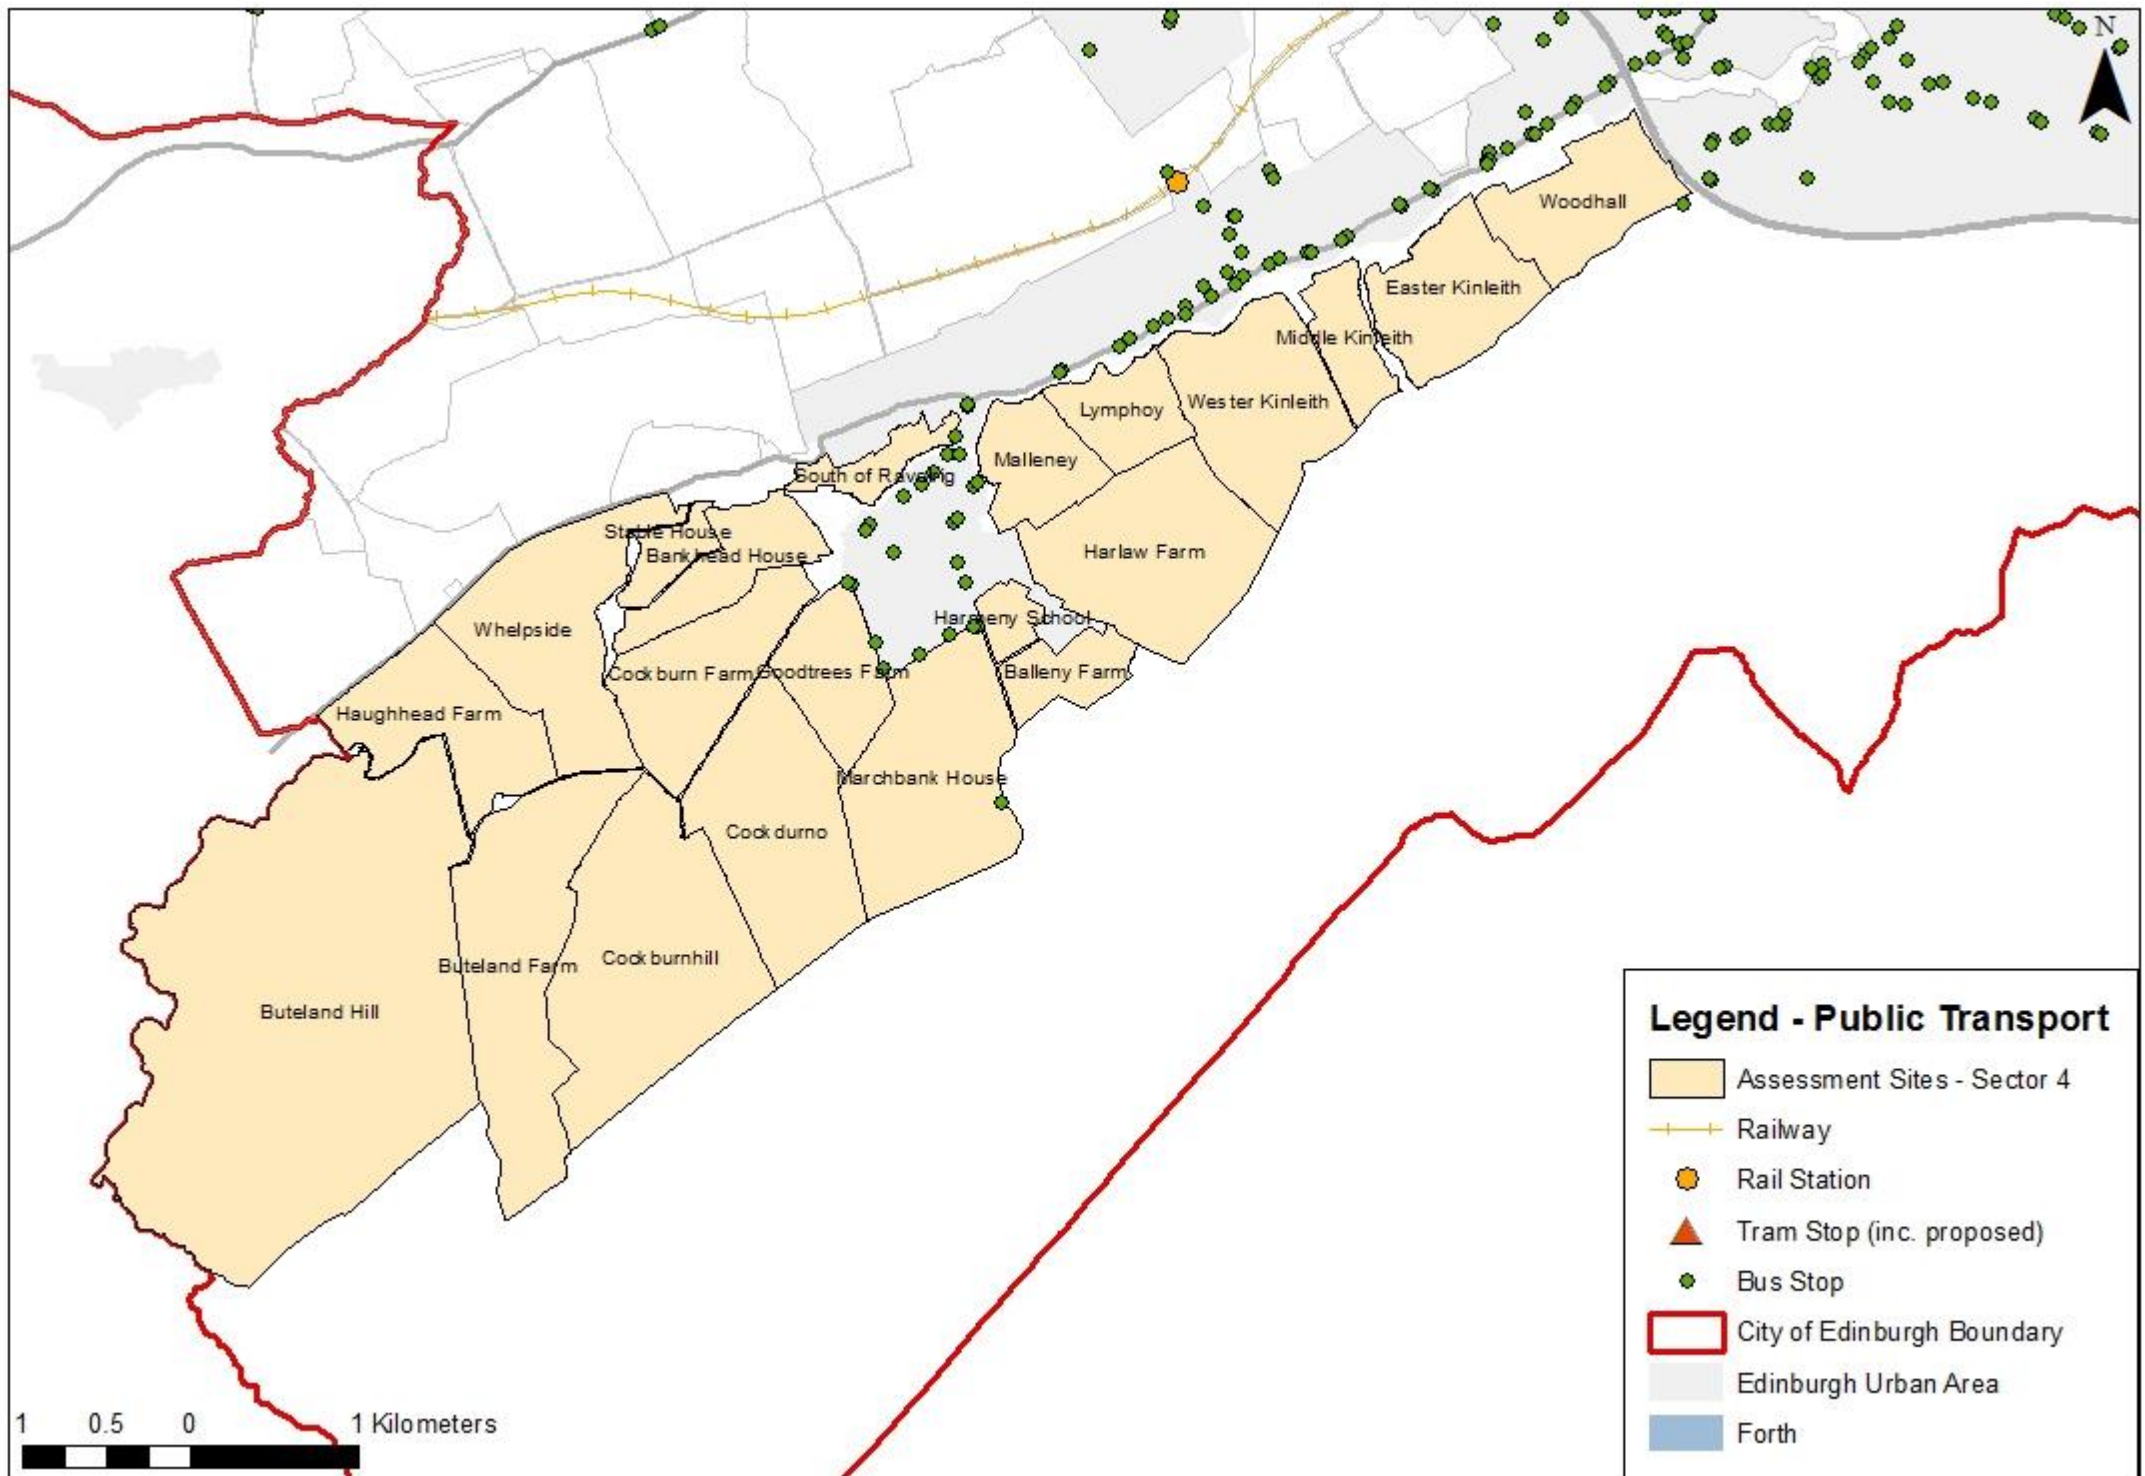 N
Woodhall
Easter Kinleith
Middle Kinleith
Wester Kinleith
Lymphoy
Malleney
South of Ravelrig
Stable House
Bankhead House
Harlaw Farm
Harmeny School
Whelpside
Cockburn Farm
Goodtrees Farm
Balleny Farm
Haughhead Farm
Marchbank House
Cockdurno
Buteland Farm
Cockburnhill
Buteland Hill
Legend - Public Transport
Assessment Sites - Sector 4
Railway
Rail Station
Tram Stop (inc. proposed)
Bus Stop
City of Edinburgh Boundary
Edinburgh Urban Area
Forth
1 0.5 0 1 Kilometers